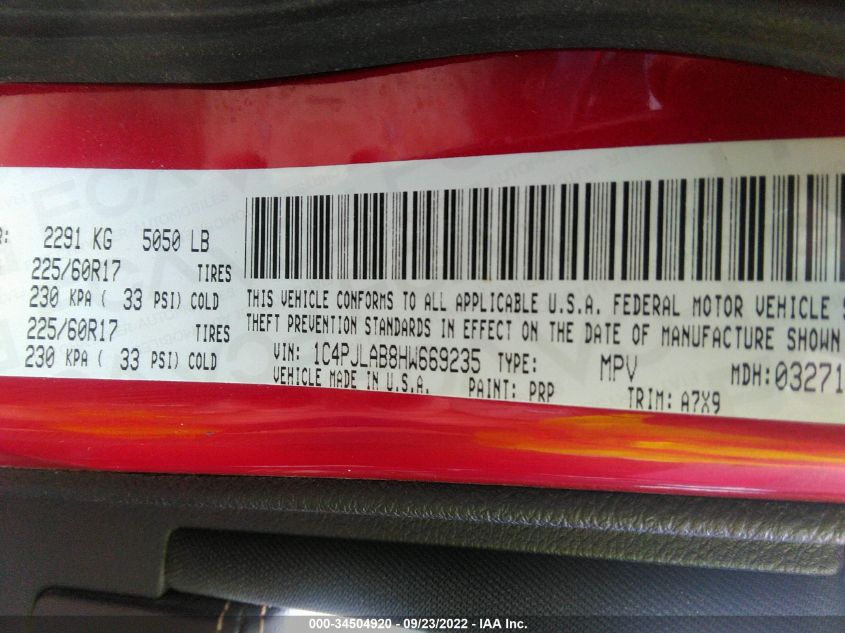 R: 2291 KG 5050 LB
225/60R17 TIRES
230 KPA ( 33 PSI) COLD
225/60R17 TIRES
230 KPA ( 33 PSI) COLD
THIS VEHICLE CONFORMS TO ALL APPLICABLE U.S.A. FEDERAL MOTOR VEHICLE S
THEFT PREVENTION STANDARDS IN EFFECT ON THE DATE OF MANUFACTURE SHOWN
VIN: 1C4PJLAB8HW669235 TYPE: MPV MDH:03271
VEHICLE MADE IN U.S.A. PAINT: PRP TRIM: A7X9
000-34504920 - 09/23/2022 - IAA Inc.